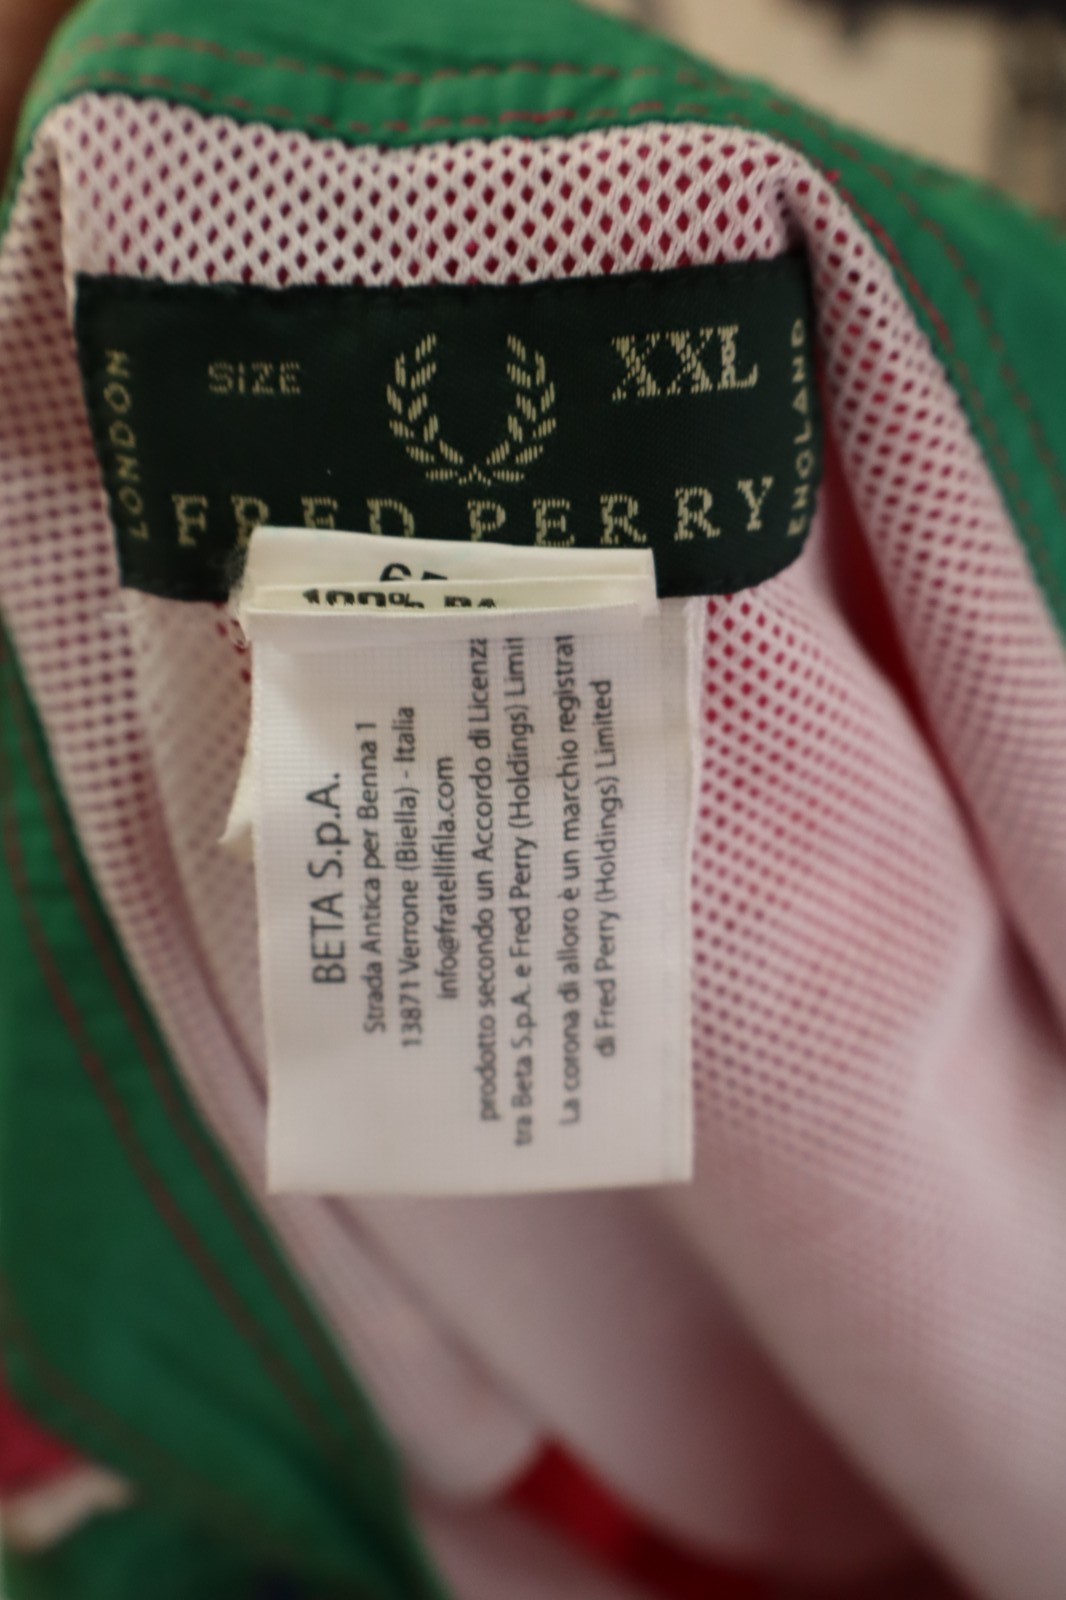 LONDON
SIZE
XXL
ENGLAND
FRED PERRY
100%
BETA S.p.A.
Strada Antica per Benna 1
13871 Verrone (Biella) - Italia
info@fratellifila.com
prodotto secondo un Accordo di Licenza
tra Beta S.p.A. e Fred Perry (Holdings) Limit
La corona di alloro è un marchio registrat
di Fred Perry (Holdings) Limited